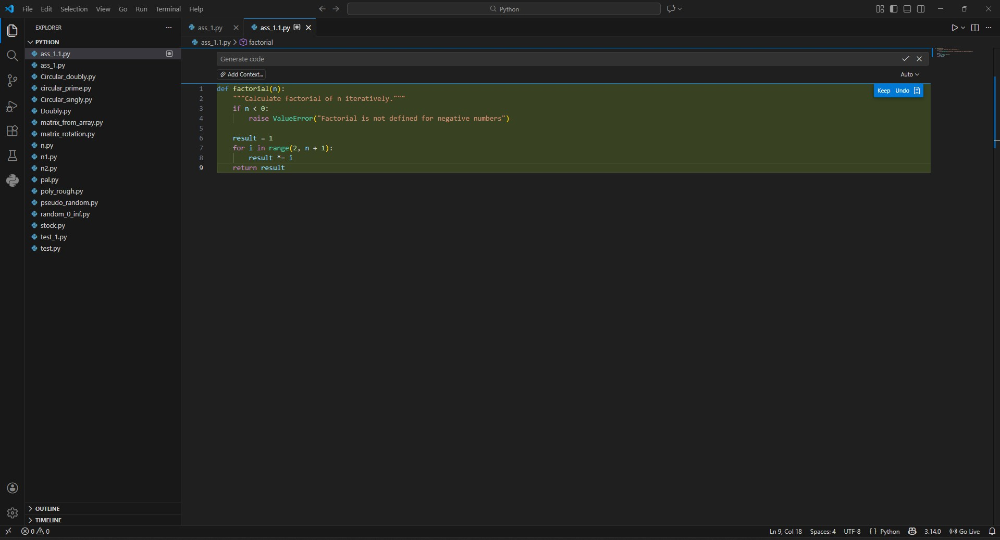 File Edit Selection View Go Run Terminal Help
Python
EXPLORER
PYTHON
ass_1.1.py
ass_1.py
Circular_doubly.py
circular_prime.py
Circular_singly.py
Doubly.py
matrix_from_array.py
matrix_rotation.py
n.py
n1.py
n2.py
pal.py
poly_rough.py
pseudo_random.py
random_0_inf.py
stock.py
test_1.py
test.py
OUTLINE
TIMELINE
ass_1.py ass_1.1.py
ass_1.1.py > factorial
Generate code
Add Context...
Auto
Keep Undo
1 def factorial(n):
2     """Calculate factorial of n iteratively."""
3     if n < 0:
4         raise ValueError("Factorial is not defined for negative numbers")
5
6     result = 1
7     for i in range(2, n + 1):
8         result *= i
9     return result
0 0
Ln 9, Col 18 Spaces: 4 UTF-8 { } Python 3.14.0 Go Live